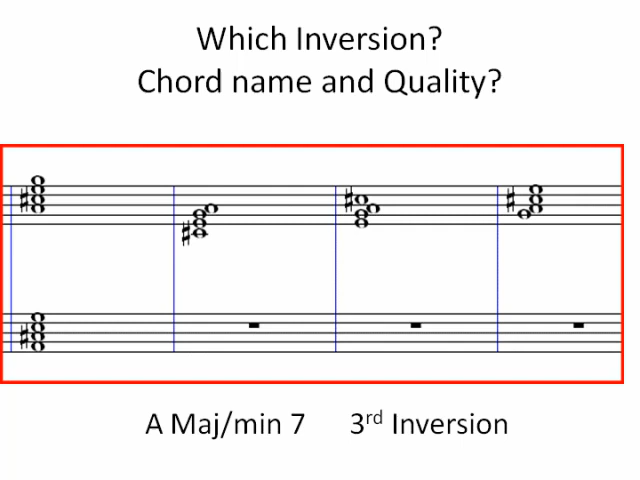 Which Inversion?
Chord name and Quality?
A Maj/min 7 3rd Inversion